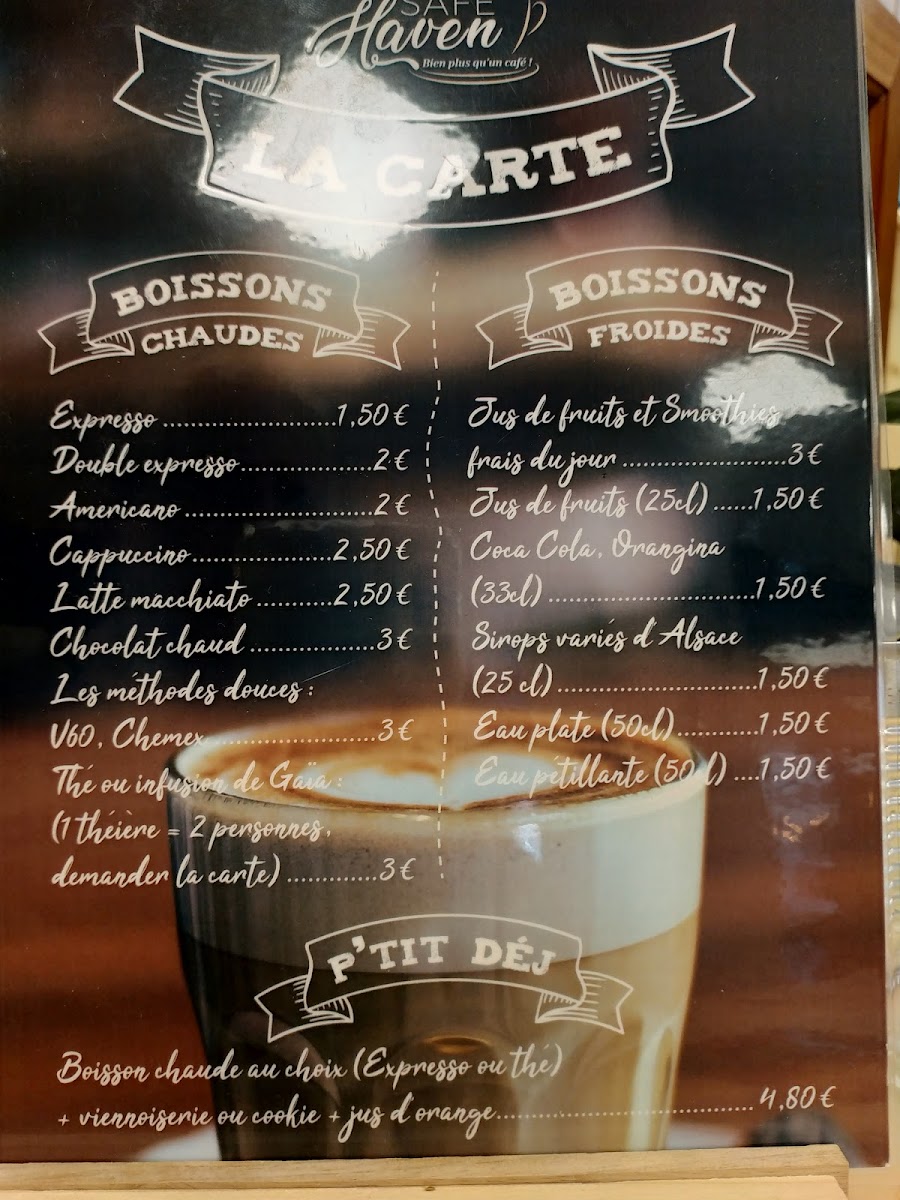 SAFE
Haven
Bien plus qu'un café !
LA CARTE
BOISSONS
CHAUDES
Expresso ........................1,50 €
Double expresso..................2 €
Americano ..........................2 €
Cappuccino...................2,50 €
Latte macchiato ..........2,50 €
Chocolat chaud .................3 €
Les méthodes douces :
V60, Chemex.......................3 €
Thé ou infusion de Gaïa :
(1 théière = 2 personnes,
demander la carte) .............3 €
BOISSONS
FROIDES
Jus de fruits et Smoothies
frais du jour .......................3 €
Jus de fruits (25cl) ......1,50 €
Coca Cola, Orangina
(33cl) .............................1,50 €
Sirops variés d'Alsace
(25 cl)............................1,50 €
Eau plate (50cl)...........1,50 €
Eau pétillante (50cl) ....1,50 €
P'TIT DÉJ
Boisson chaude au choix (Expresso ou thé)
+ viennoiserie ou cookie + jus d'orange.................................... 4,80 €